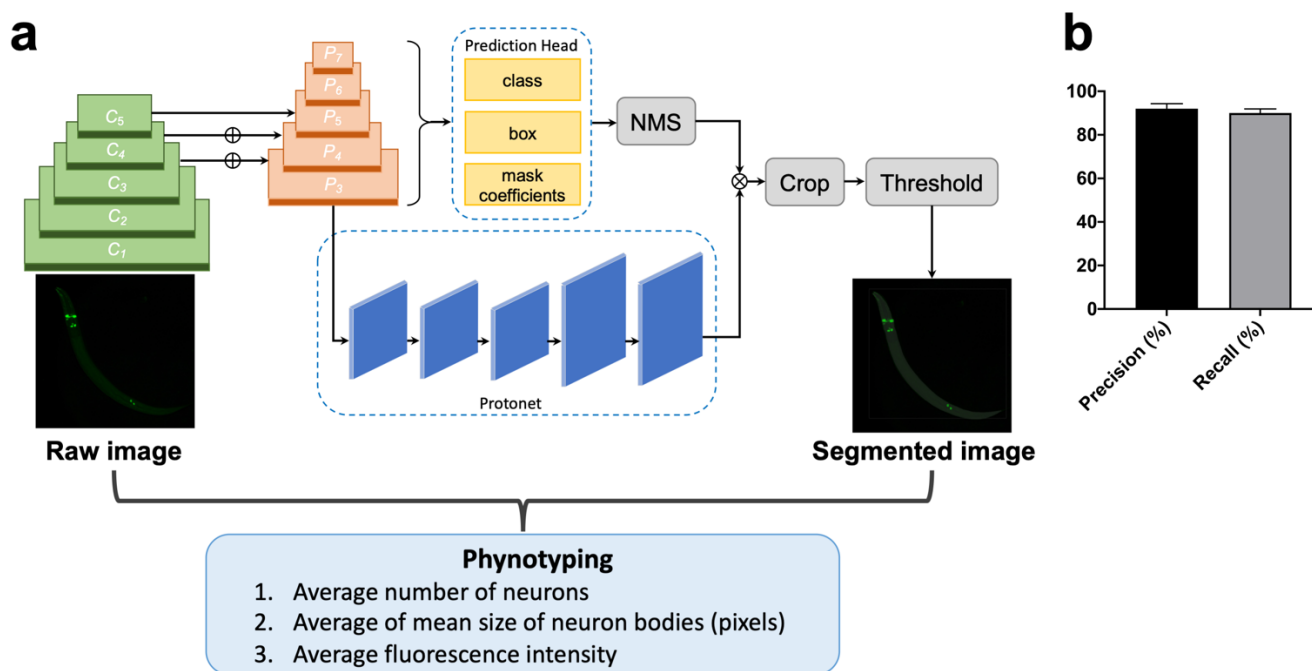 a
C5
C4
C3
C2
C1
P7
P6
P5
P4
P3
Prediction Head
class
box
mask
coefficients
NMS
Crop
Threshold
Protonet
Raw image
Segmented image
Phynotyping
1. Average number of neurons
2. Average of mean size of neuron bodies (pixels)
3. Average fluorescence intensity
b
100
80
60
40
20
0
Precision (%)
Recall (%)